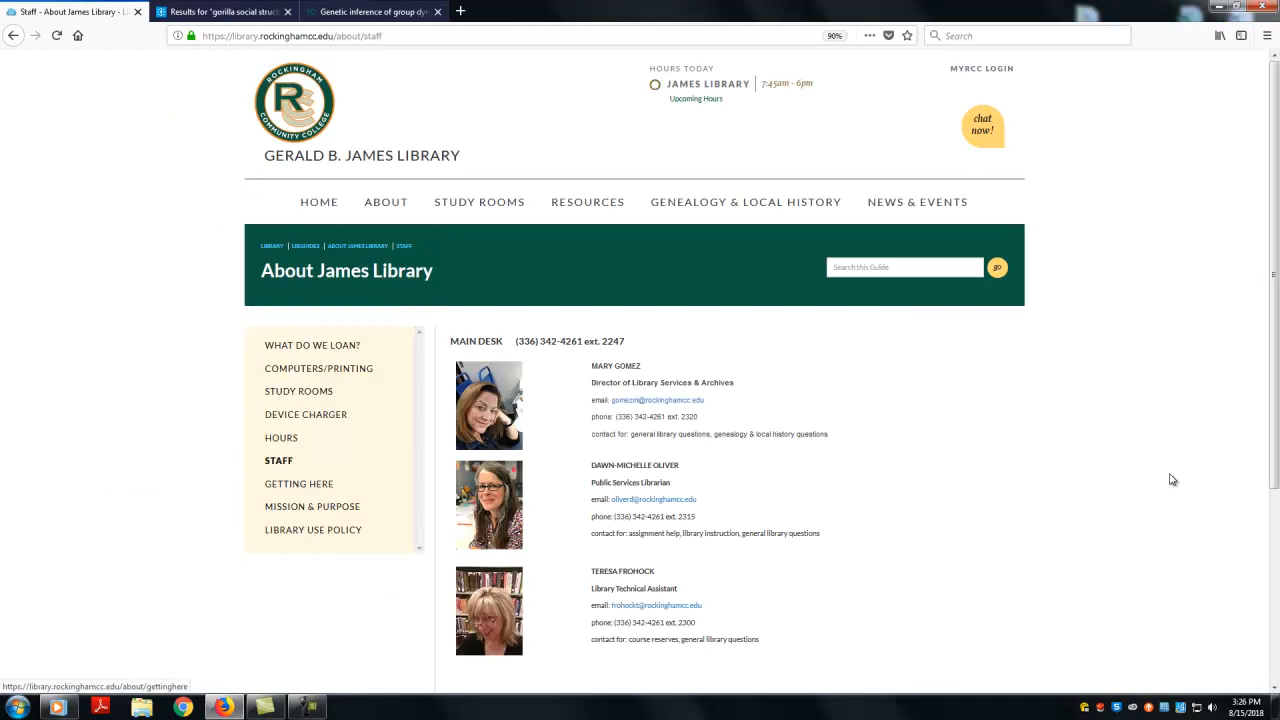 Staff - About James Library - Li
Results for "gorilla social struct
Genetic inference of group dy
https://library.rockinghamcc.edu/about/staff
90%
Search
ROCKINGHAM
COMMUNITY COLLEGE
GERALD B. JAMES LIBRARY
HOURS TODAY
JAMES LIBRARY 7:45am - 6pm
Upcoming Hours
MYRCC LOGIN
chat
now!
HOME ABOUT STUDY ROOMS RESOURCES GENEALOGY & LOCAL HISTORY NEWS & EVENTS
LIBRARY LIBGUIDES ABOUT JAMES LIBRARY STAFF
About James Library
Search this Guide
go
WHAT DO WE LOAN?
COMPUTERS/PRINTING
STUDY ROOMS
DEVICE CHARGER
HOURS
STAFF
GETTING HERE
MISSION & PURPOSE
LIBRARY USE POLICY
MAIN DESK (336) 342-4261 ext. 2247
MARY GOMEZ
Director of Library Services & Archives
email: gomezm@rockinghamcc.edu
phone: (336) 342-4261 ext. 2320
contact for: general library questions, genealogy & local history questions
DAWN-MICHELLE OLIVER
Public Services Librarian
email: oliverd@rockinghamcc.edu
phone: (336) 342-4261 ext. 2315
contact for: assignment help, library instruction, general library questions
TERESA FROHOCK
Library Technical Assistant
email: frohockt@rockinghamcc.edu
phone: (336) 342-4261 ext. 2300
contact for: course reserves, general library questions
https://library.rockinghamcc.edu/about/gettinghere
3:26 PM
8/15/2018